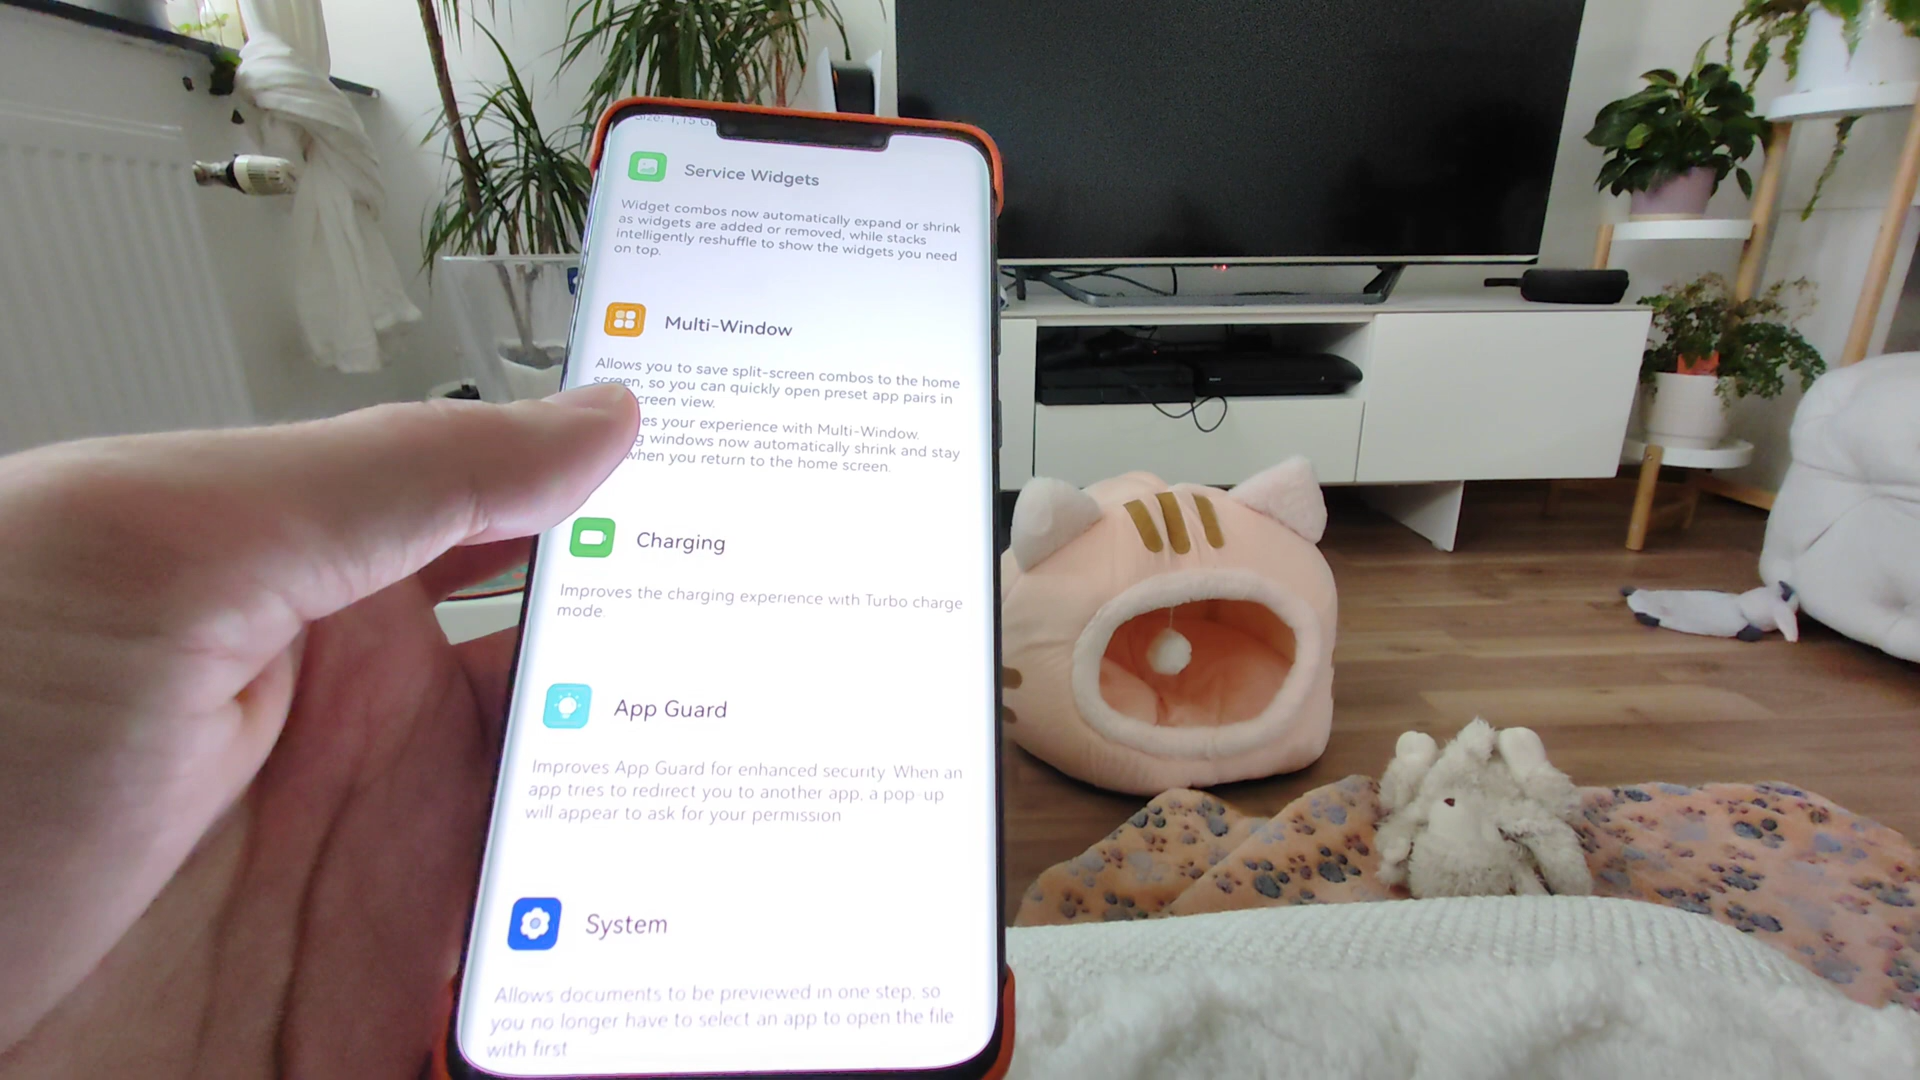 Size: 1,15 G
Service Widgets
Widget combos now automatically expand or shrink
as widgets are added or removed, while stacks
intelligently reshuffle to show the widgets you need
on top.
Multi-Window
Allows you to save split-screen combos to the home
screen, so you can quickly open preset app pairs in
creen view.
es your experience with Multi-Window.
g windows now automatically shrink and stay
when you return to the home screen.
Charging
Improves the charging experience with Turbo charge
mode.
App Guard
Improves App Guard for enhanced security. When an
app tries to redirect you to another app, a pop-up
will appear to ask for your permission
System
Allows documents to be previewed in one step, so
you no longer have to select an app to open the file
with first